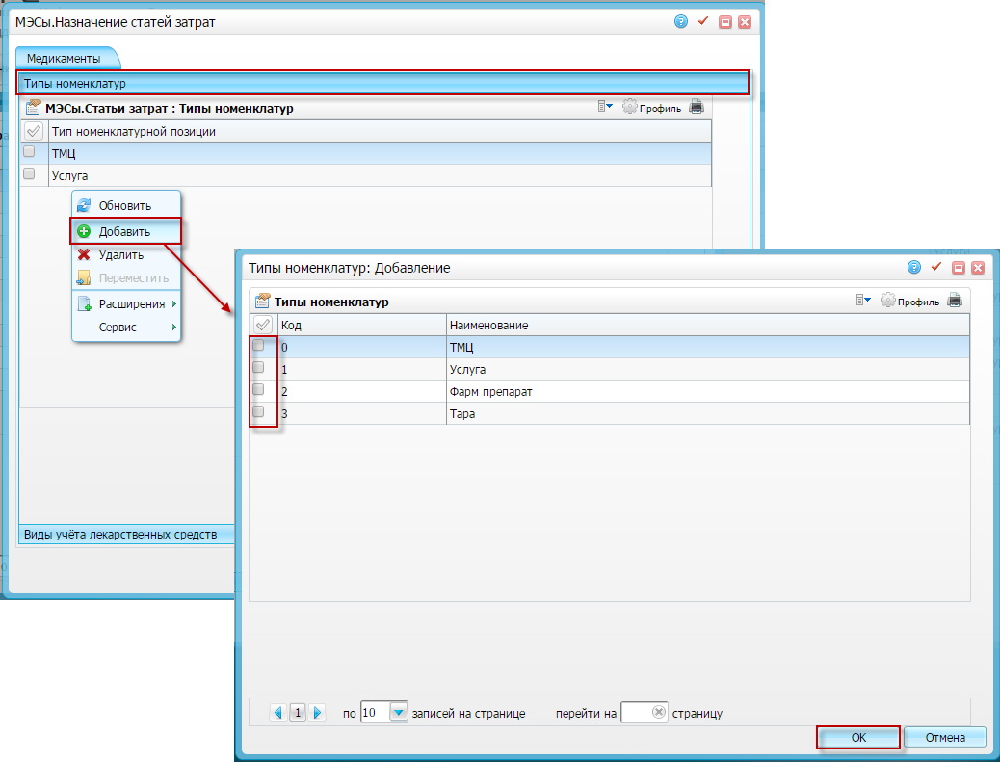 МЭСы.Назначение статей затрат
Медикаменты
Типы номенклатур
МЭСы.Статьи затрат : Типы номенклатур
Профиль
Тип номенклатурной позиции
ТМЦ
Услуга
Обновить
Добавить
Удалить
Переместить
Расширения
Сервис
Виды учёта лекарственных средств
Типы номенклатур: Добавление
Типы номенклатур
Профиль
Код Наименование
0 ТМЦ
1 Услуга
2 Фарм препарат
3 Тара
1 по 10 записей на странице перейти на страницу
OK Отмена